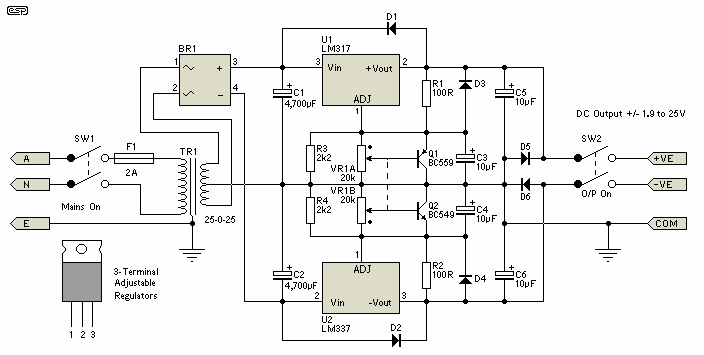 esp
D1
BR1
1
2
+
–
3
4
U1
LM317
3
Vin
+Vout
2
ADJ
1
C1
4,700µF
R1
100R
D3
C5
10µF
DC Output +/- 1.9 to 25V
SW1
F1
2A
TR1
R3
2k2
VR1A
20k
Q1
BC559
C3
10µF
D5
SW2
A
N
E
Mains On
25-0-25
R4
2k2
VR1B
20k
Q2
BC549
C4
10µF
D6
O/P On
+VE
-VE
COM
3-Terminal
Adjustable
Regulators
1 2 3
C2
4,700µF
1
ADJ
2
Vin
-Vout
3
U2
LM337
R2
100R
D4
C6
10µF
D2